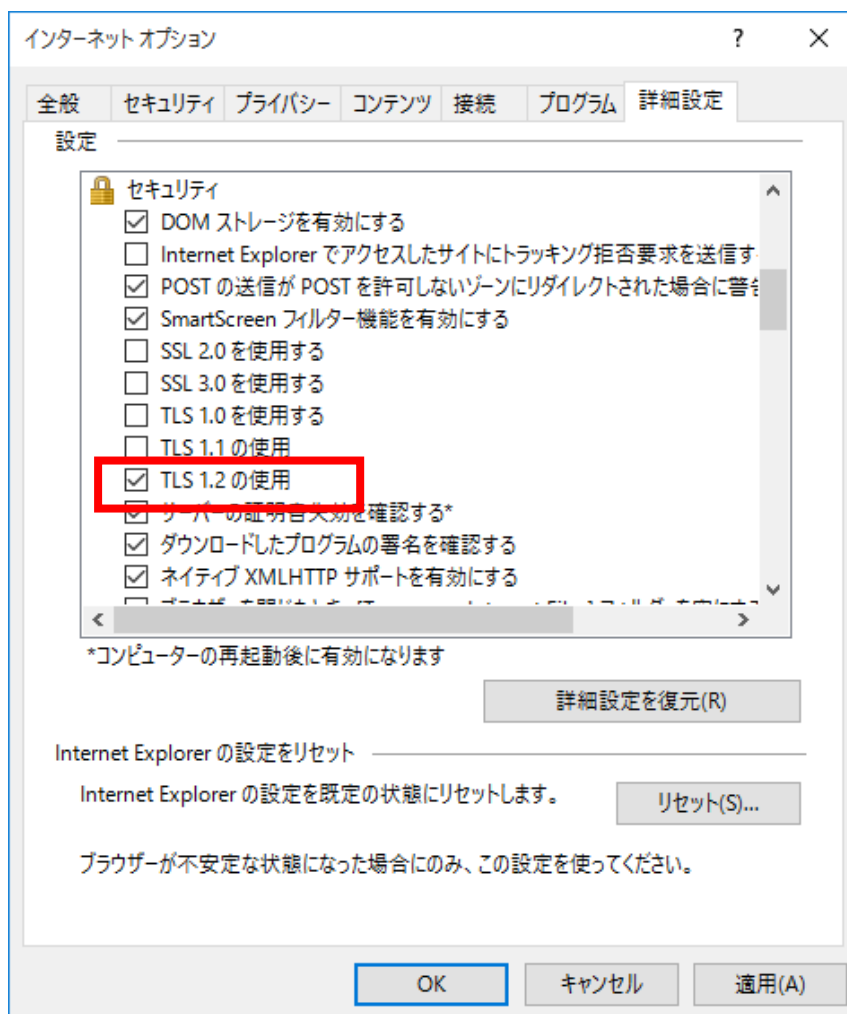 インターネット オプション
?
全般 セキュリティ プライバシー コンテンツ 接続 プログラム 詳細設定
設定
セキュリティ
DOM ストレージを有効にする
Internet Explorer でアクセスしたサイトにトラッキング拒否要求を送信す
POST の送信が POST を許可しないゾーンにリダイレクトされた場合に警告
SmartScreen フィルター機能を有効にする
SSL 2.0 を使用する
SSL 3.0 を使用する
TLS 1.0 を使用する
TLS 1.1 の使用
TLS 1.2 の使用
サーバーの証明書失効を確認する*
ダウンロードしたプログラムの署名を確認する
ネイティブ XMLHTTP サポートを有効にする
*コンピューターの再起動後に有効になります
詳細設定を復元(R)
Internet Explorer の設定をリセット
Internet Explorer の設定を既定の状態にリセットします。
リセット(S)...
ブラウザーが不安定な状態になった場合にのみ、この設定を使ってください。
OK キャンセル 適用(A)